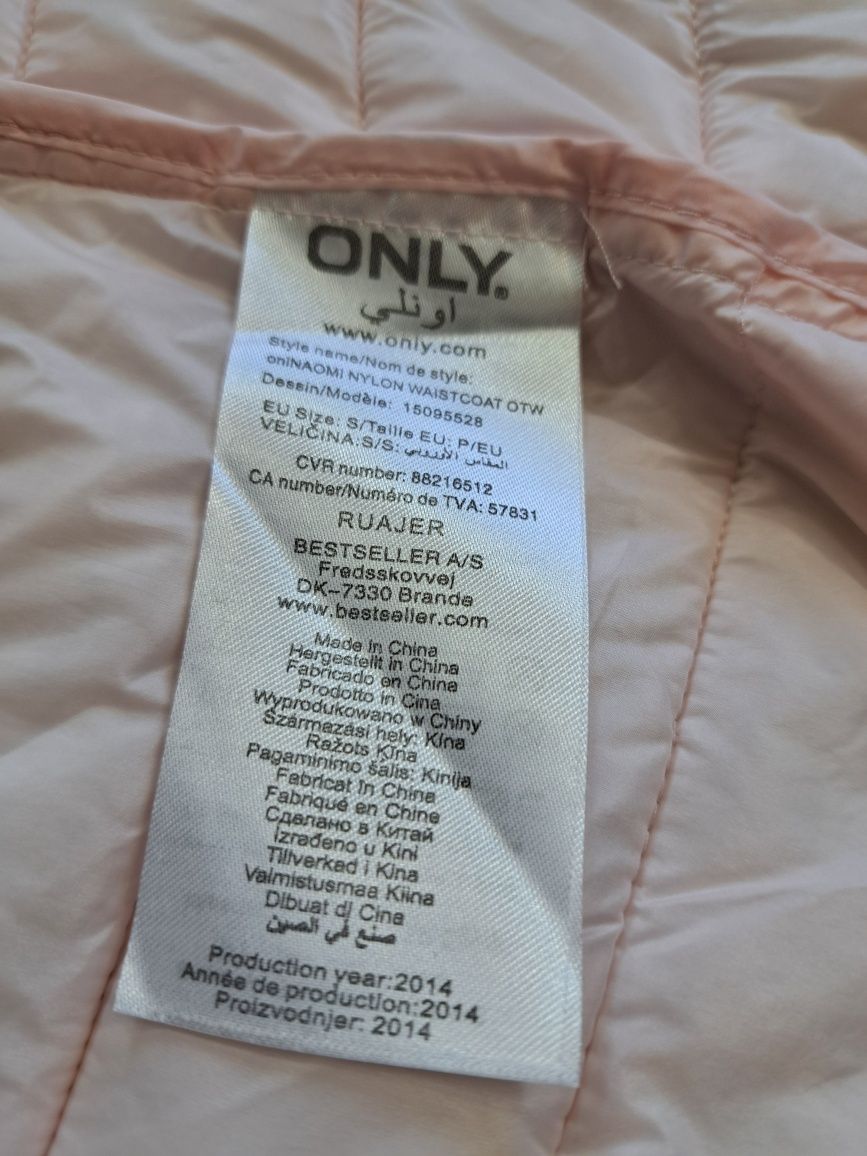 ONLY®
اونلي
www.only.com
Style name/Nom de style:
onlNAOMI NYLON WAISTCOAT OTW
Dessin/Modèle: 15095528
EU Size: S/Taille EU: P/EU
VELIČINA:S/S: المقاس الأوروبي
CVR number: 88216512
CA number/Numéro de TVA: 57831
RUAJER
BESTSELLER A/S
Fredsskovvej
DK-7330 Brande
www.bestseller.com
Made in China
Hergestellt in China
Fabricado en China
Prodotto in Cina
Wyprodukowano w Chiny
Származási hely: Kína
Ražots Ķīna
Pagaminimo šalis: Kinija
Fabricat în China
Fabriqué en Chine
Сделано в Китай
Izrađeno u Kini
Tillverkad i Kina
Valmistusmaa Kiina
Dibuat di Cina
صنع في الصين
Production year:2014
Année de production:2014
Proizvodnjer: 2014